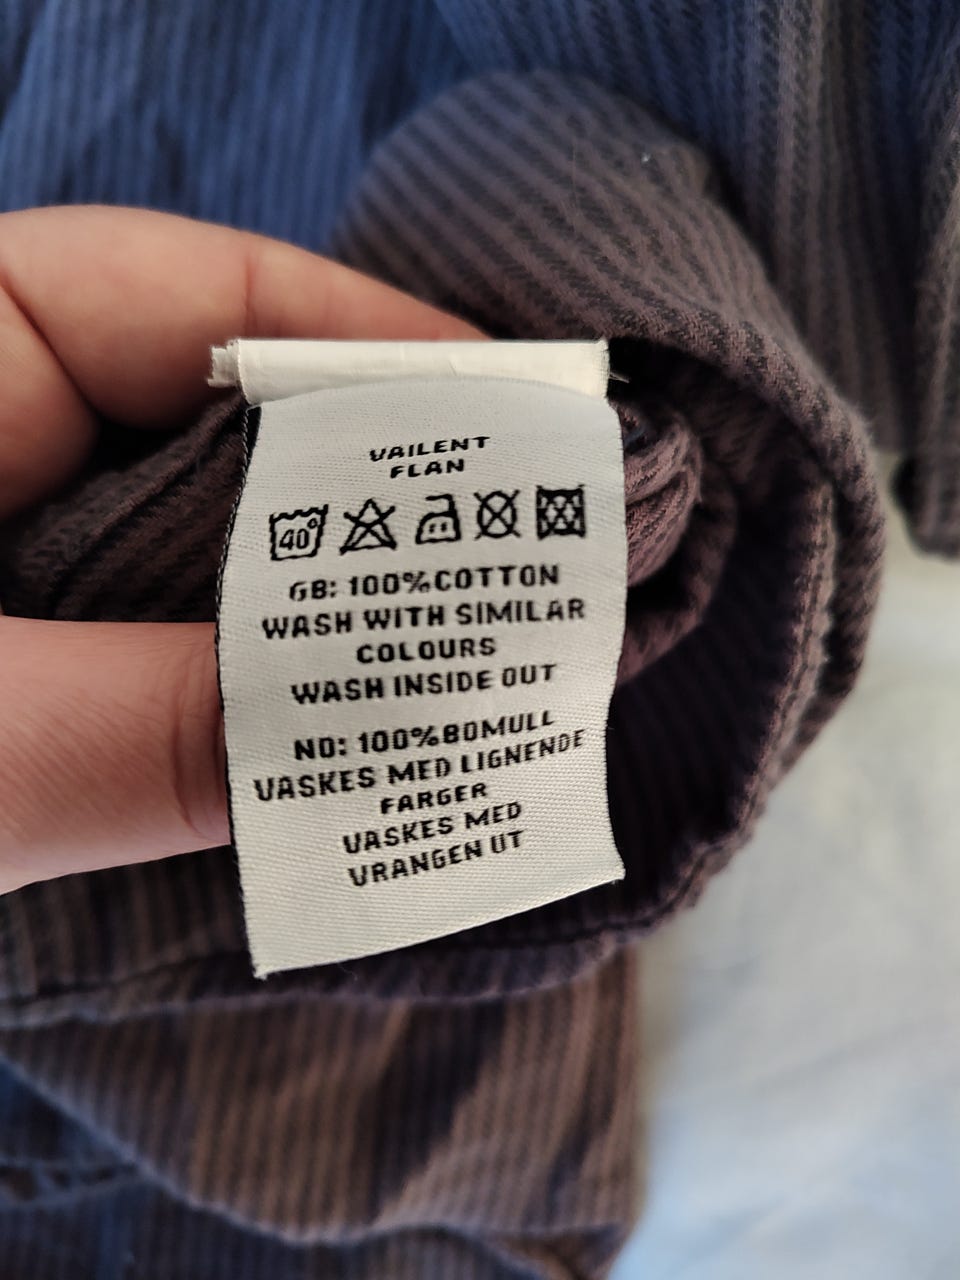 VAILENT
FLAN
40°
GB: 100%COTTON
WASH WITH SIMILAR
COLOURS
WASH INSIDE OUT
NO: 100%BOMULL
VASKES MED LIGNENDE
FARGER
VASKES MED
VRANGEN UT